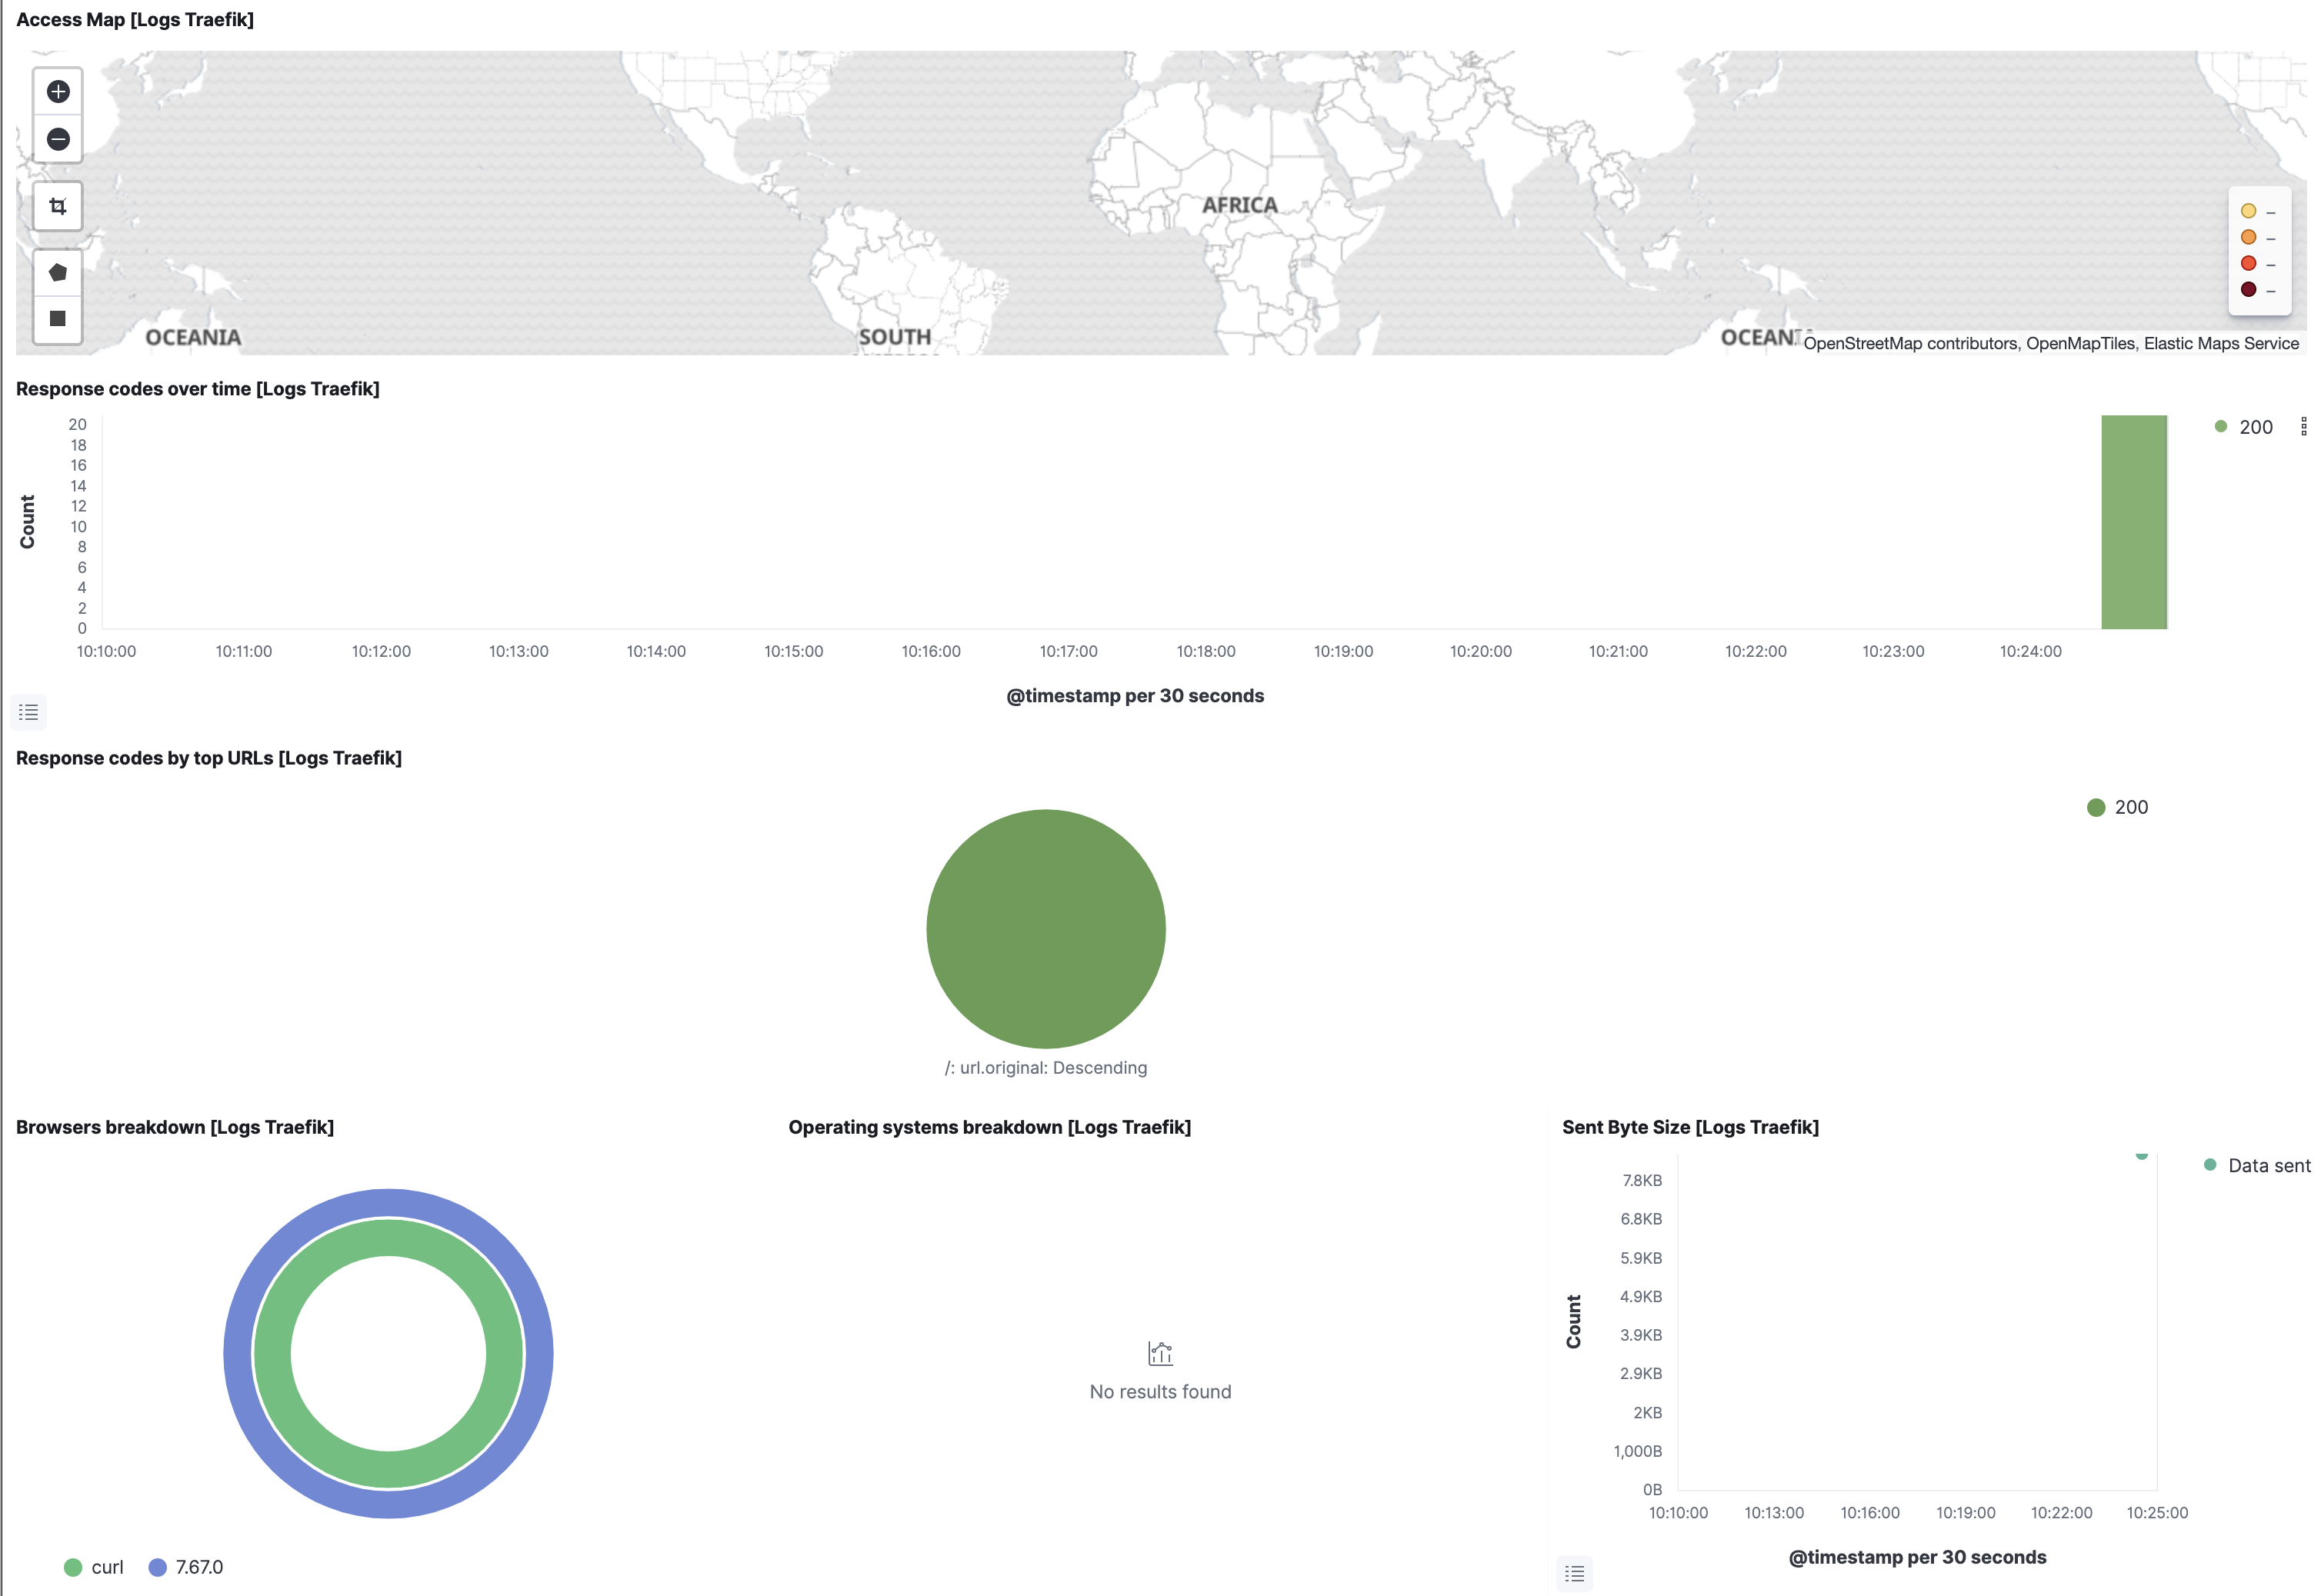 Access Map [Logs Traefik]
AFRICA
OCEANIA
SOUTH
–
–
–
–
OpenStreetMap contributors, OpenMapTiles, Elastic Maps Service
Response codes over time [Logs Traefik]
Count
20
18
16
14
12
10
8
6
4
2
0
200
10:10:00 10:11:00 10:12:00 10:13:00 10:14:00 10:15:00 10:16:00 10:17:00 10:18:00 10:19:00 10:20:00 10:21:00 10:22:00 10:23:00 10:24:00
@timestamp per 30 seconds
Response codes by top URLs [Logs Traefik]
200
/: url.original: Descending
Browsers breakdown [Logs Traefik]
curl 7.67.0
Operating systems breakdown [Logs Traefik]
No results found
Sent Byte Size [Logs Traefik]
Count
7.8KB
6.8KB
5.9KB
4.9KB
3.9KB
2.9KB
2KB
1,000B
0B
Data sent
10:10:00 10:13:00 10:16:00 10:19:00 10:22:00 10:25:00
@timestamp per 30 seconds